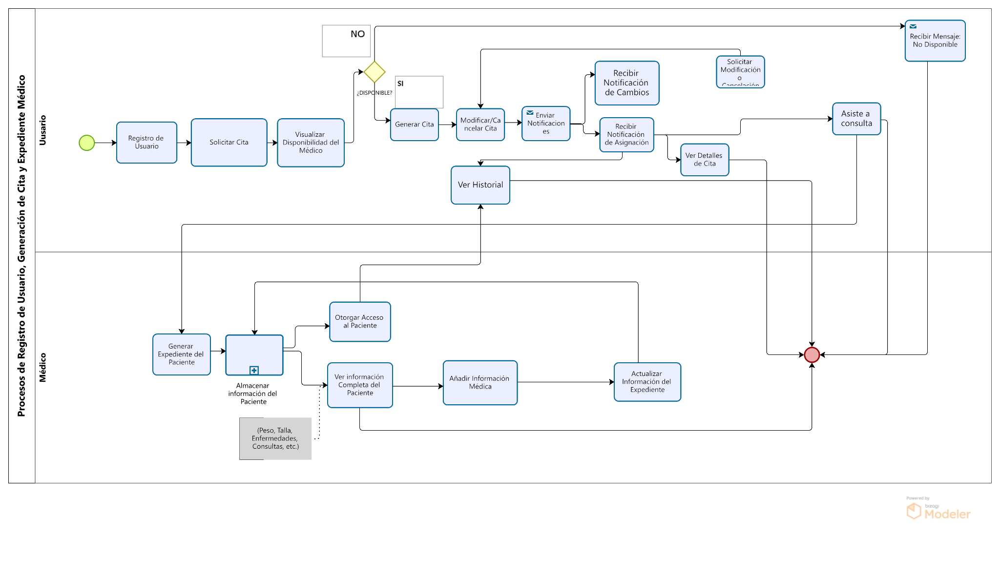 Procesos de Registro de Usuario, Generación de Cita y Expediente Médico
Uusario
NO
Recibir Mensaje:
No Disponible
¿DISPONIBLE?
SI
Solicitar
Modificación
o
Cancelación
Recibir
Notificación
de Cambios
Registro de
Usuario
Solicitar Cita
Visualizar
Disponibilidad del
Médico
Generar Cita
Modificar/Ca
ncelar Cita
Enviar
Notificacion
es
Recibir
Notificación
de Asignación
Asiste a
consulta
Ver Detalles
de Cita
Ver Historial
Médico
Otorgar Acceso
al Paciente
Generar
Expediente del
Paciente
Almacenar
información del
Paciente
Ver información
Completa del
Paciente
Añadir Información
Médica
Actualizar
Información del
Expediente
(Peso, Talla,
Enfermedades,
Consultas, etc.)
Powered by
bizagi
Modeler